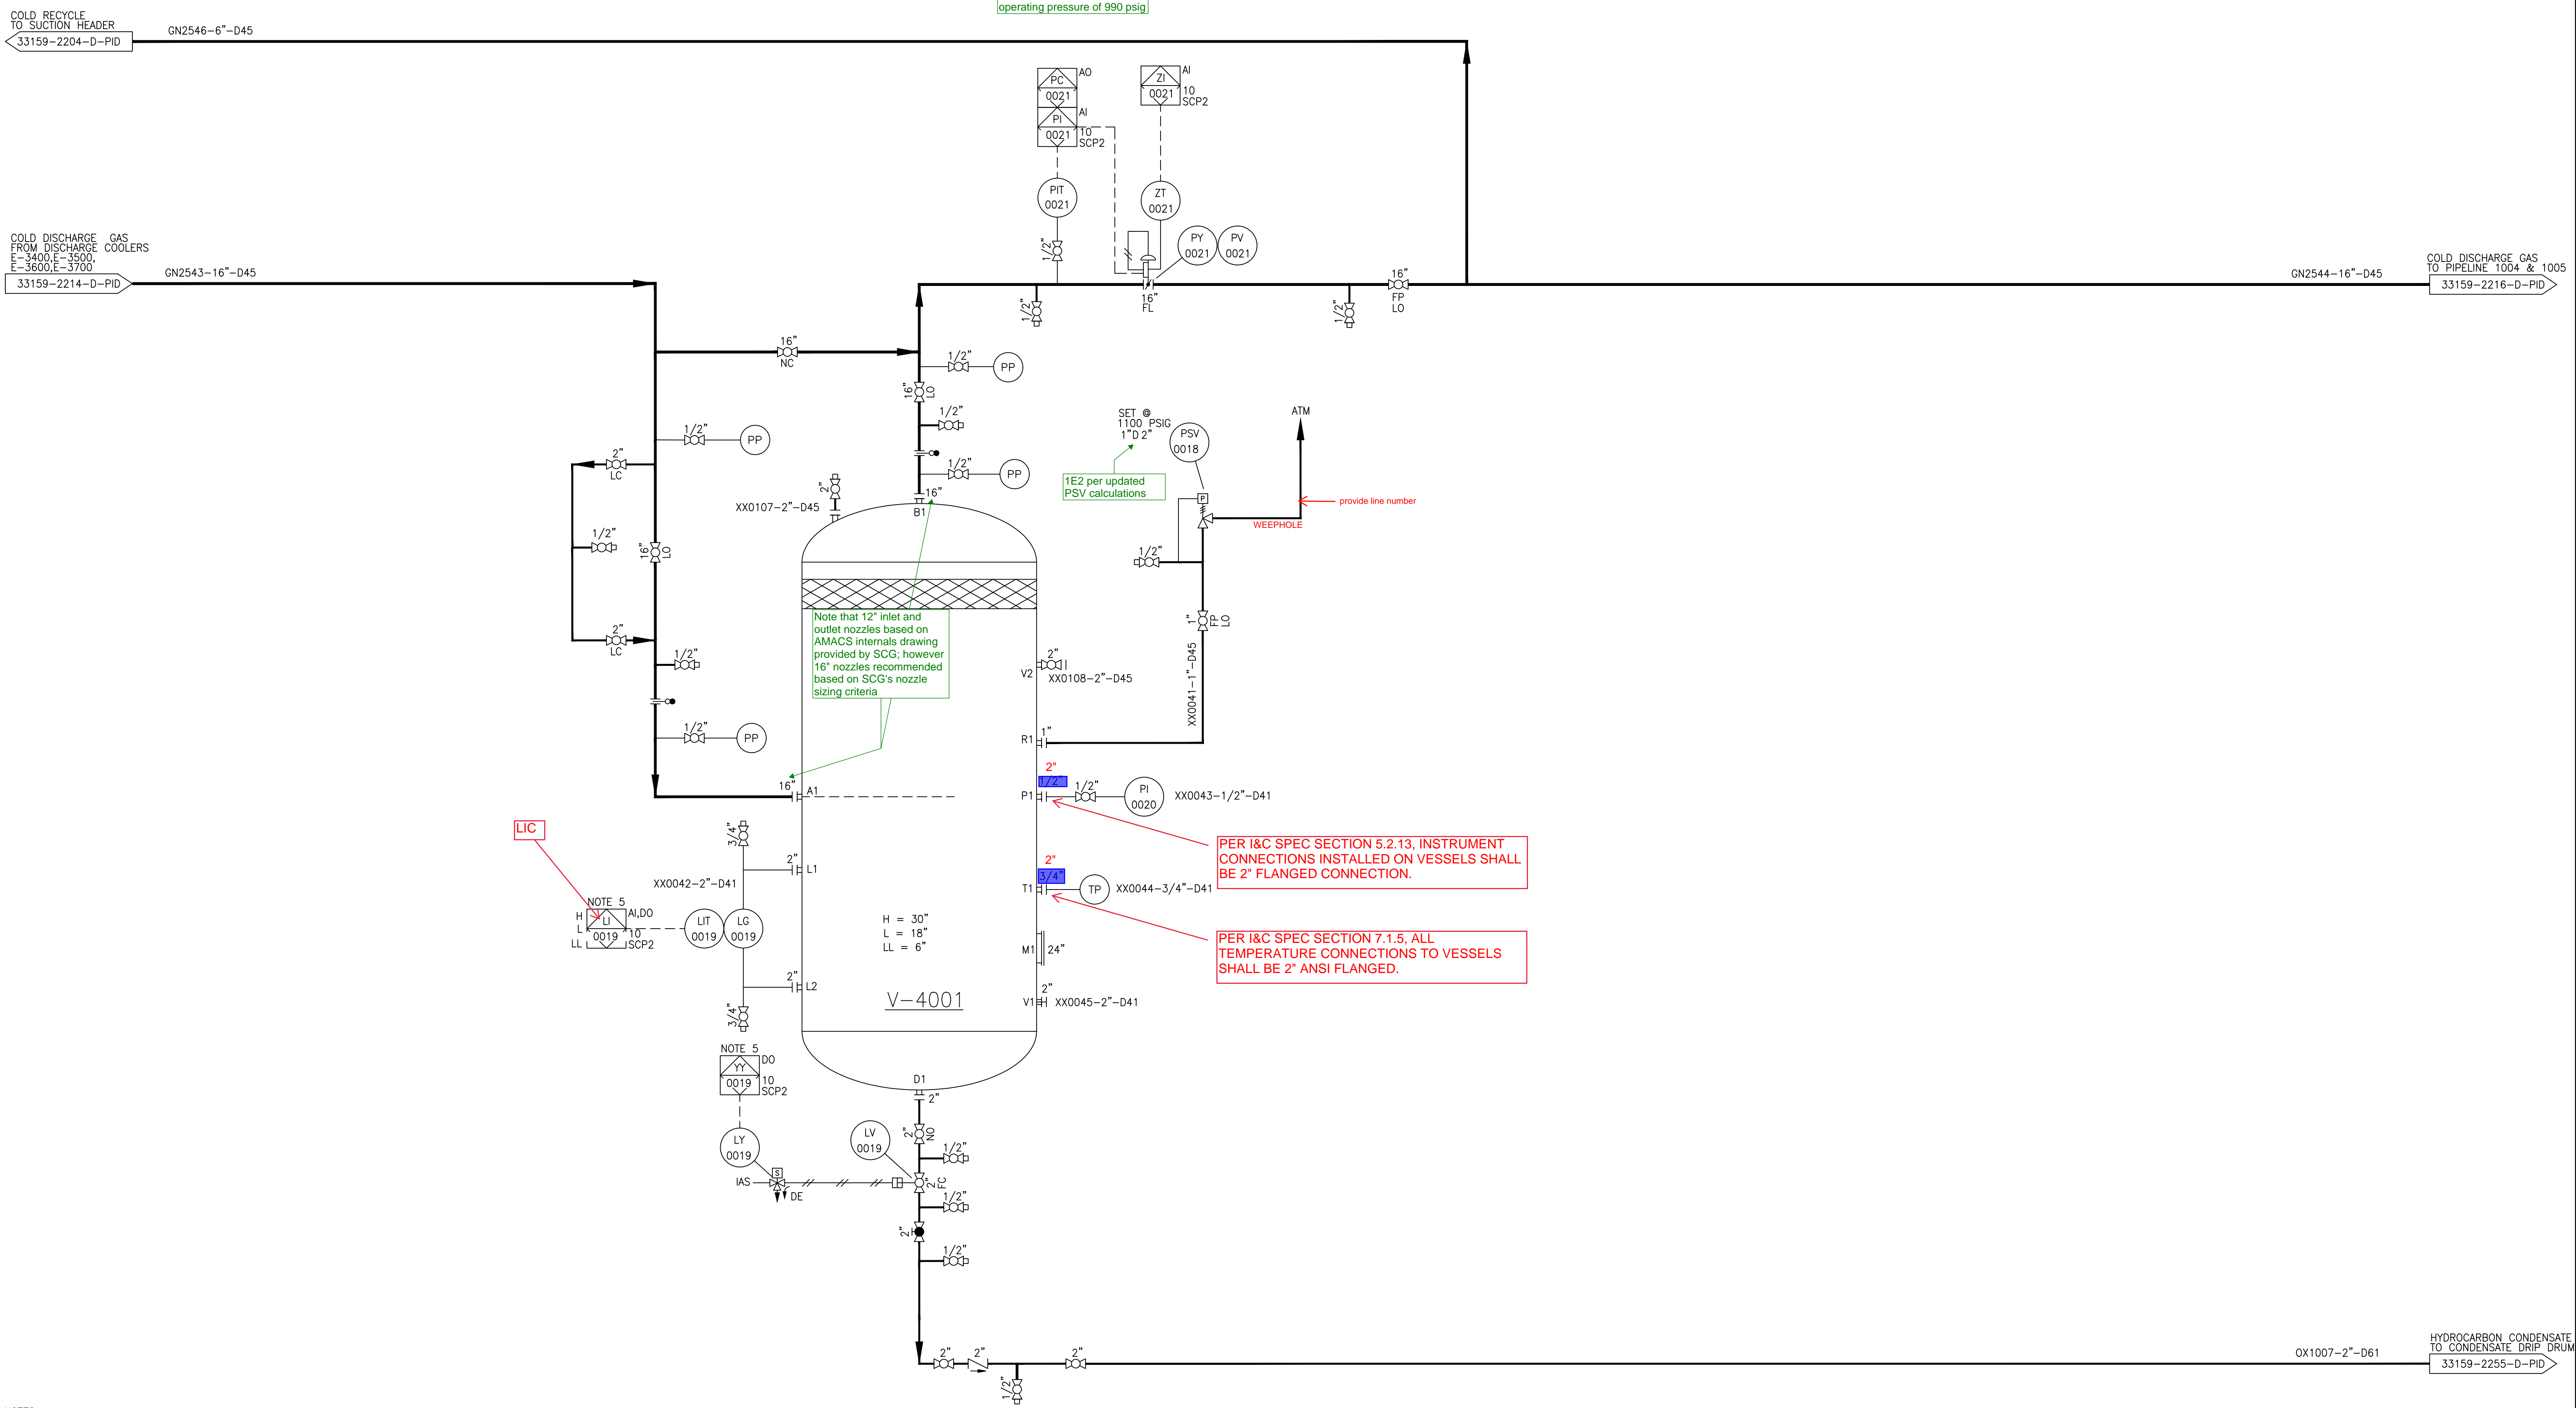 operating pressure of 990 psig
COLD RECYCLE
TO SUCTION HEADER
33159-2204-D-PID
GN2546-6"-D45
PC
0021
AO
PI
0021
AI
10
SCP2
ZI
0021
AI
10
SCP2
PIT
0021
ZT
0021
PY
0021
PV
0021
1/2"
COLD DISCHARGE GAS
FROM DISCHARGE COOLERS
E-3400,E-3500,
E-3600,E-3700
33159-2214-D-PID
GN2543-16"-D45
1/2"
16"
FL
1/2"
16"
FP
LO
GN2544-16"-D45
COLD DISCHARGE GAS
TO PIPELINE 1004 & 1005
33159-2216-D-PID
16"
NC
1/2"
PP
16"
LO
1/2"
1/2"
PP
1/2"
PP
2"
LC
1/2"
16"
LO
2"
LC
1/2"
1/2"
PP
2"
XX0107-2"-D45
16"
B1
SET @
1100 PSIG
1"D 2"
PSV
0018
ATM
1E2 per updated
PSV calculations
P
provide line number
WEEPHOLE
1/2"
1"
FP
LO
XX0041-1"-D45
Note that 12" inlet and
outlet nozzles based on
AMACS internals drawing
provided by SCG; however
16" nozzles recommended
based on SCG's nozzle
sizing criteria
V2
2"
XX0108-2"-D45
R1
1"
16"
A1
2"
1/2"
P1
1/2"
PI
0020
XX0043-1/2"-D41
PER I&C SPEC SECTION 5.2.13, INSTRUMENT
CONNECTIONS INSTALLED ON VESSELS SHALL
BE 2" FLANGED CONNECTION.
LIC
3/4"
2"
L1
XX0042-2"-D41
2"
3/4"
T1
TP
XX0044-3/4"-D41
NOTE 5
H
L
LL
LI
0019
AI,DO
10
SCP2
LIT
0019
LG
0019
H = 30"
L = 18"
LL = 6"
PER I&C SPEC SECTION 7.1.5, ALL
TEMPERATURE CONNECTIONS TO VESSELS
SHALL BE 2" ANSI FLANGED.
M1
24"
2"
L2
3/4"
V-4001
2"
V1
XX0045-2"-D41
NOTE 5
YY
0019
DO
10
SCP2
D1
2"
LY
0019
LV
0019
2"
NO
1/2"
IAS
S
DE
2"
FC
1/2"
2"
1/2"
2"
2"
2"
1/2"
OX1007-2"-D61
HYDROCARBON CONDENSATE
TO CONDENSATE DRIP DRUM
33159-2255-D-PID